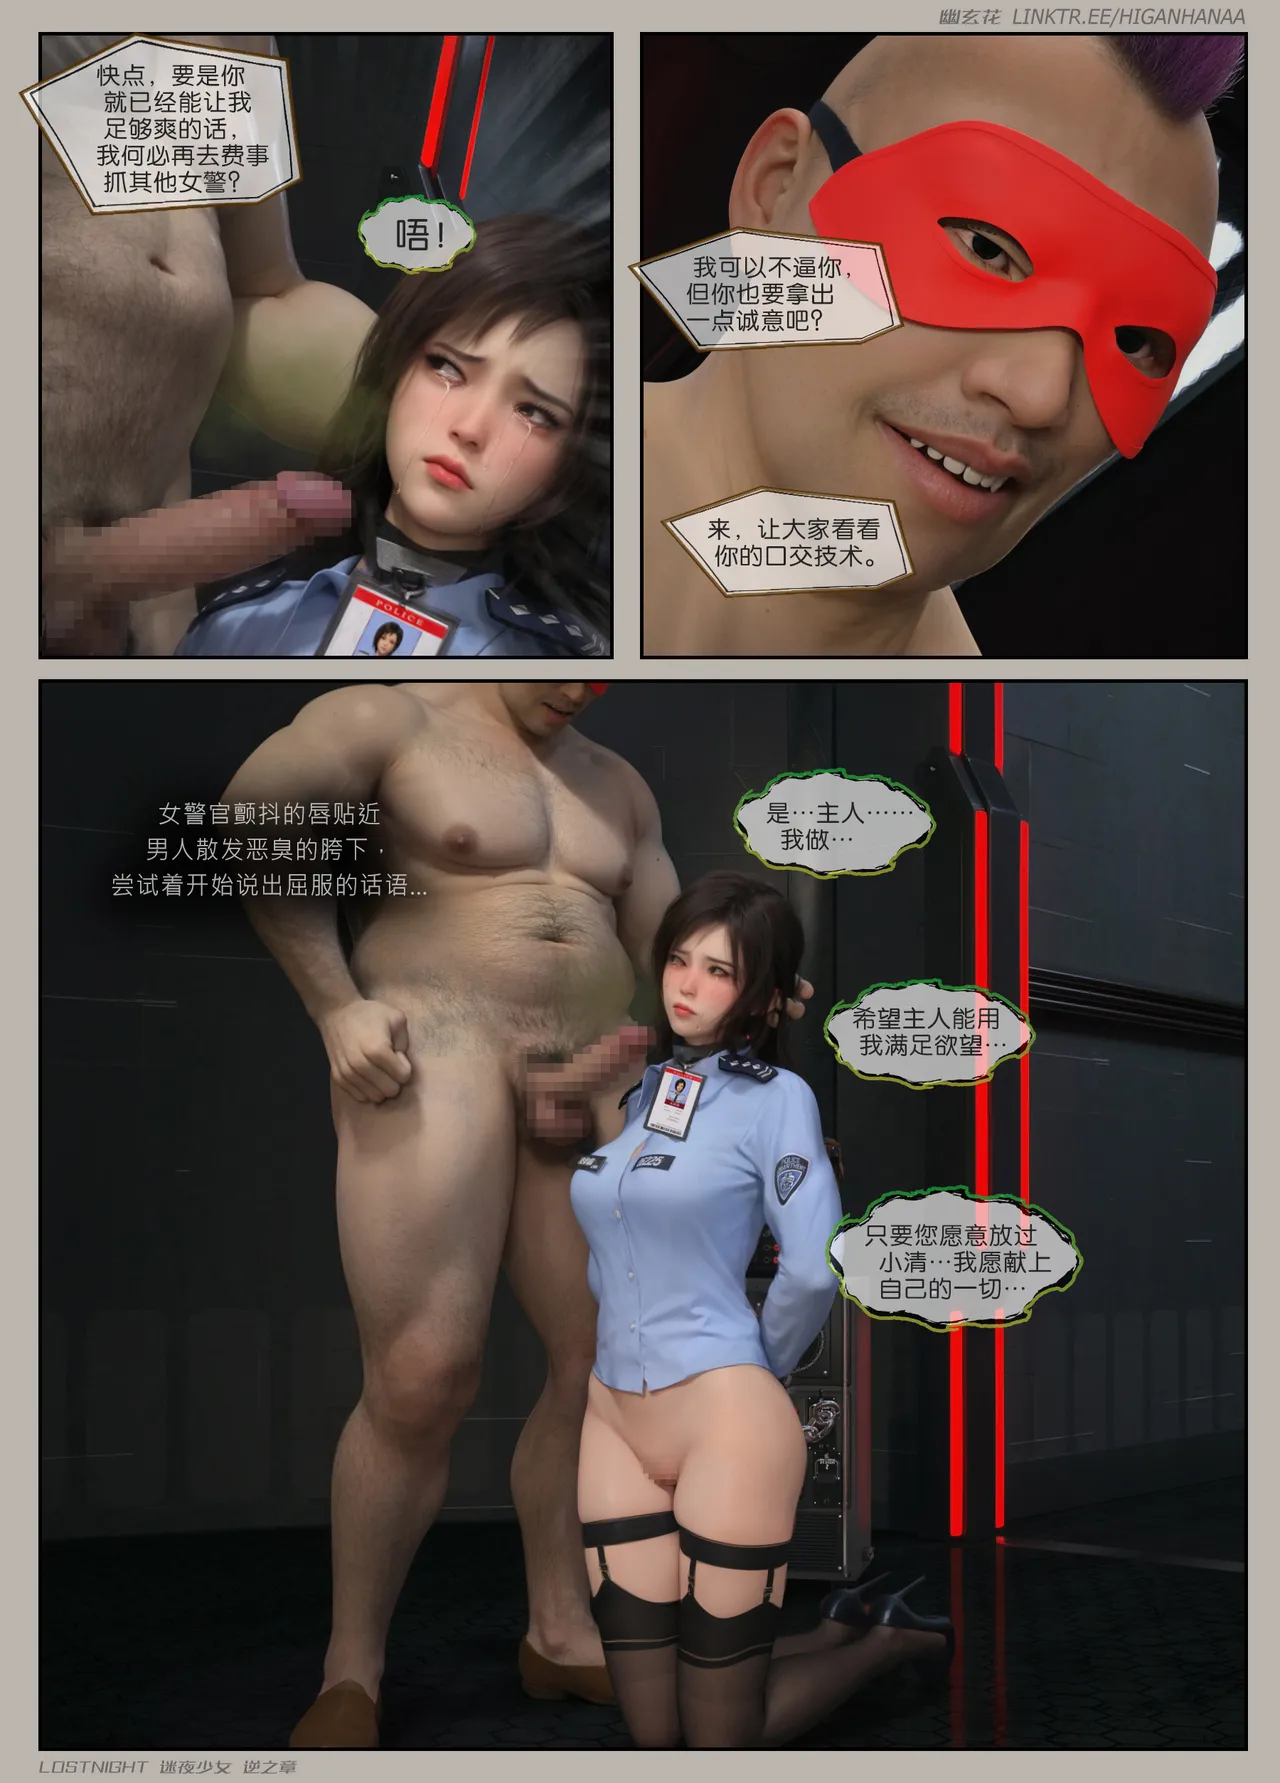 幽玄花 LINKTR.EE/HIGANHANAA
快点，要是你
就已经能让我
足够爽的话，
我何必再去费事
抓其他女警？
唔！
POLICE
我可以不逼你，
但你也要拿出
一点诚意吧？
来，让大家看看
你的口交技术。
女警官颤抖的唇贴近
男人散发恶臭的胯下，
尝试着开始说出屈服的话语...
是…主人……
我做…
希望主人能用
我满足欲望…
只要您愿意放过
小清…我愿献上
自己的一切…
POLICE
LOSTNIGHT 迷夜少女 逆之章